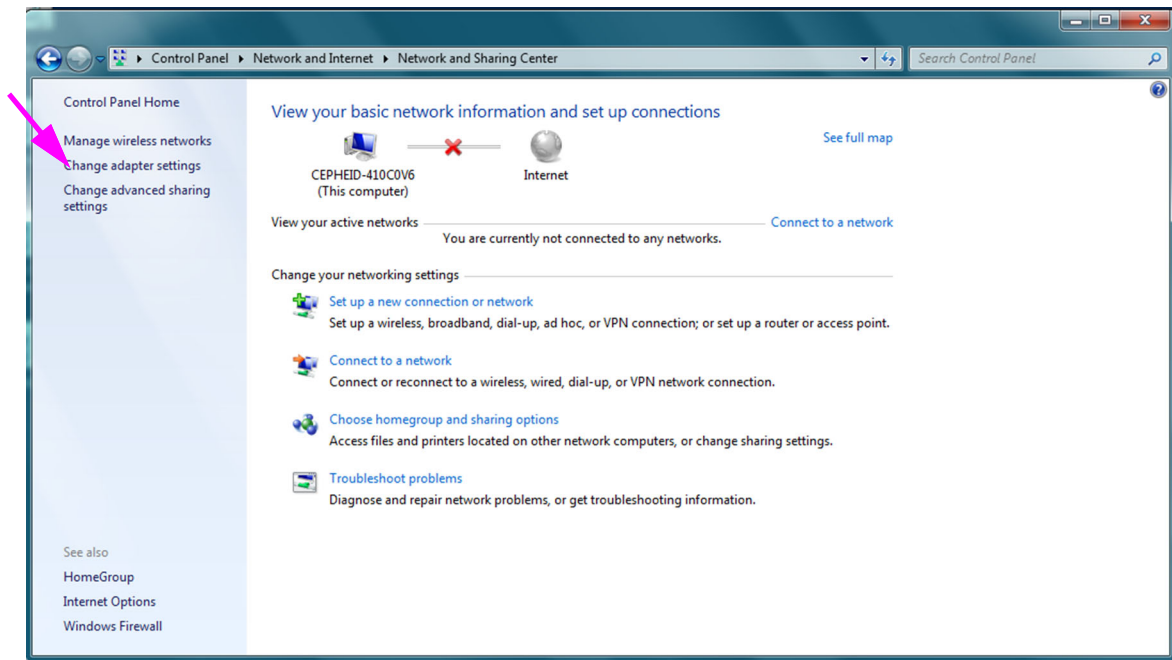 Control Panel ▸ Network and Internet ▸ Network and Sharing Center
Search Control Panel
Control Panel Home
Manage wireless networks
Change adapter settings
Change advanced sharing
settings
View your basic network information and set up connections
See full map
CEPHEID-410C0V6
(This computer)
Internet
View your active networks
Connect to a network
You are currently not connected to any networks.
Change your networking settings
Set up a new connection or network
Set up a wireless, broadband, dial-up, ad hoc, or VPN connection; or set up a router or access point.
Connect to a network
Connect or reconnect to a wireless, wired, dial-up, or VPN network connection.
Choose homegroup and sharing options
Access files and printers located on other network computers, or change sharing settings.
Troubleshoot problems
Diagnose and repair network problems, or get troubleshooting information.
See also
HomeGroup
Internet Options
Windows Firewall